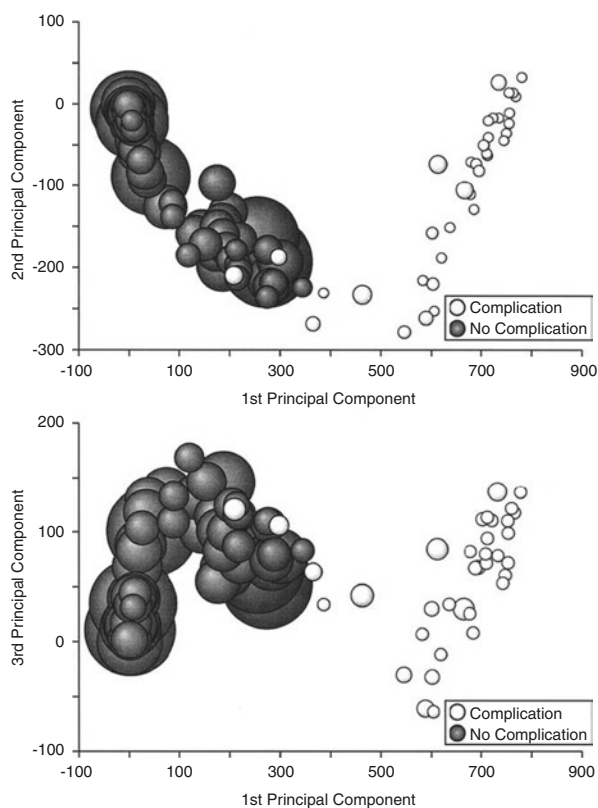 100
0
-100
-200
-300
2nd Principal Component
Complication
No Complication
-100 100 300 500 700 900
1st Principal Component
200
100
0
-100
3rd Principal Component
Complication
No Complication
-100 100 300 500 700 900
1st Principal Component